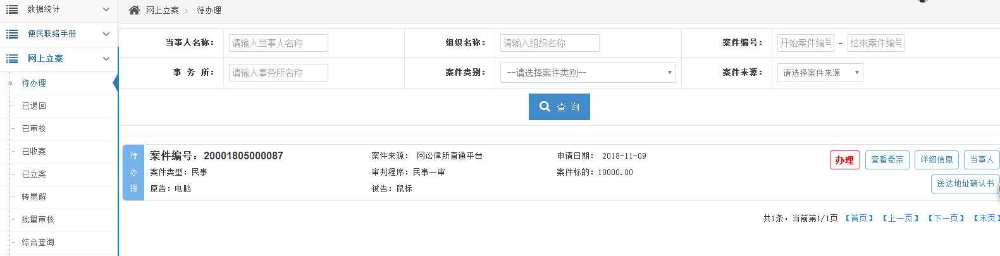 数据统计
便民联络手册
网上立案
待办理
已退回
已审核
已收案
已立案
转易解
批量审核
综合查询
网上立案 > 待办理
当事人名称： 请输入当事人名称 组织名称： 请输入组织名称 案件编号： 开始案件编号 - 结束案件编号
事 务 所： 请输入事务所名称 案件类别： --请选择案件类别-- 案件来源： 请选择案件来源
查 询
待办理
案件编号：20001805000087 案件来源： 网讼律所直通平台 申请日期： 2018-11-09
案件类型：民事 审判程序：民事一审 案件标的：10000.00
原告：电脑 被告：鼠标
办理 查看卷宗 详细信息 当事人
送达地址确认书
共1条，当前第1/1页 【首页】 【上一页】 【下一页】 【末页】